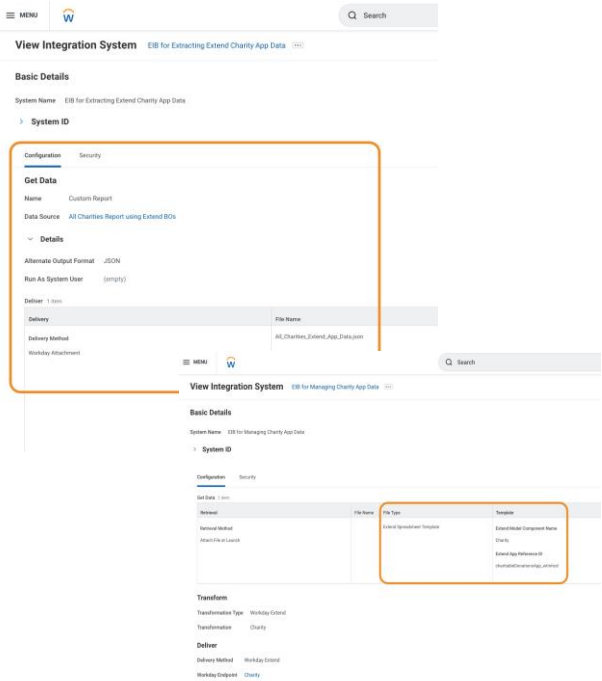 MENU
Search
View Integration System EIB for Extracting Extend Charity App Data
Basic Details
System Name EIB for Extracting Extend Charity App Data
System ID
Configuration Security
Get Data
Name Custom Report
Data Source All Charities Report using Extend BOs
Details
Alternate Output Format JSON
Run As System User (empty)
Deliver 1 item
Delivery File Name
Delivery Method All_Charities_Extend_App_Data.json
Workday Attachment
MENU
Search
View Integration System EIB for Managing Charity App Data
Basic Details
System Name EIB for Managing Charity App Data
System ID
Configuration Security
Get Data 1 item
Retrieval File Name File Type Template
Retrieval Method Extend Spreadsheet Template Extend Model Component Name
Attach File at Launch Charity
Extend App Reference ID
Transform
Transformation Type Workday Extend
Transformation Charity
Deliver
Delivery Method Workday Extend
Workday Endpoint Charity